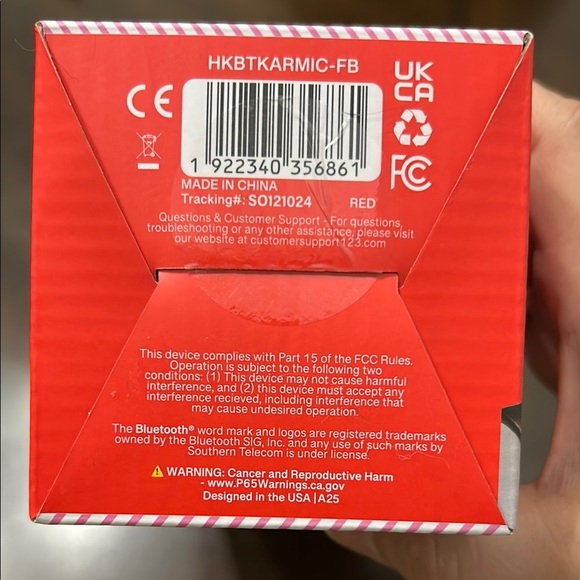 HKBTKARMIC-FB
CE
UK
CA
FC
1 922340 356861
MADE IN CHINA
Tracking#: SO121024 RED
Questions & Customer Support - For questions,
troubleshooting or any other assistance, please visit
our website at customersupport123.com
This device complies with Part 15 of the FCC Rules.
Operation is subject to the following two
conditions: (1) This device may not cause harmful
interference, and (2) this device must accept any
interference recieved, including interference that
may cause undesired operation.
The Bluetooth® word mark and logos are registered trademarks
owned by the Bluetooth SIG, Inc. and any use of such marks by
Southern Telecom is under license.
⚠ WARNING: Cancer and Reproductive Harm
- www.P65Warnings.ca.gov
Designed in the USA | A25